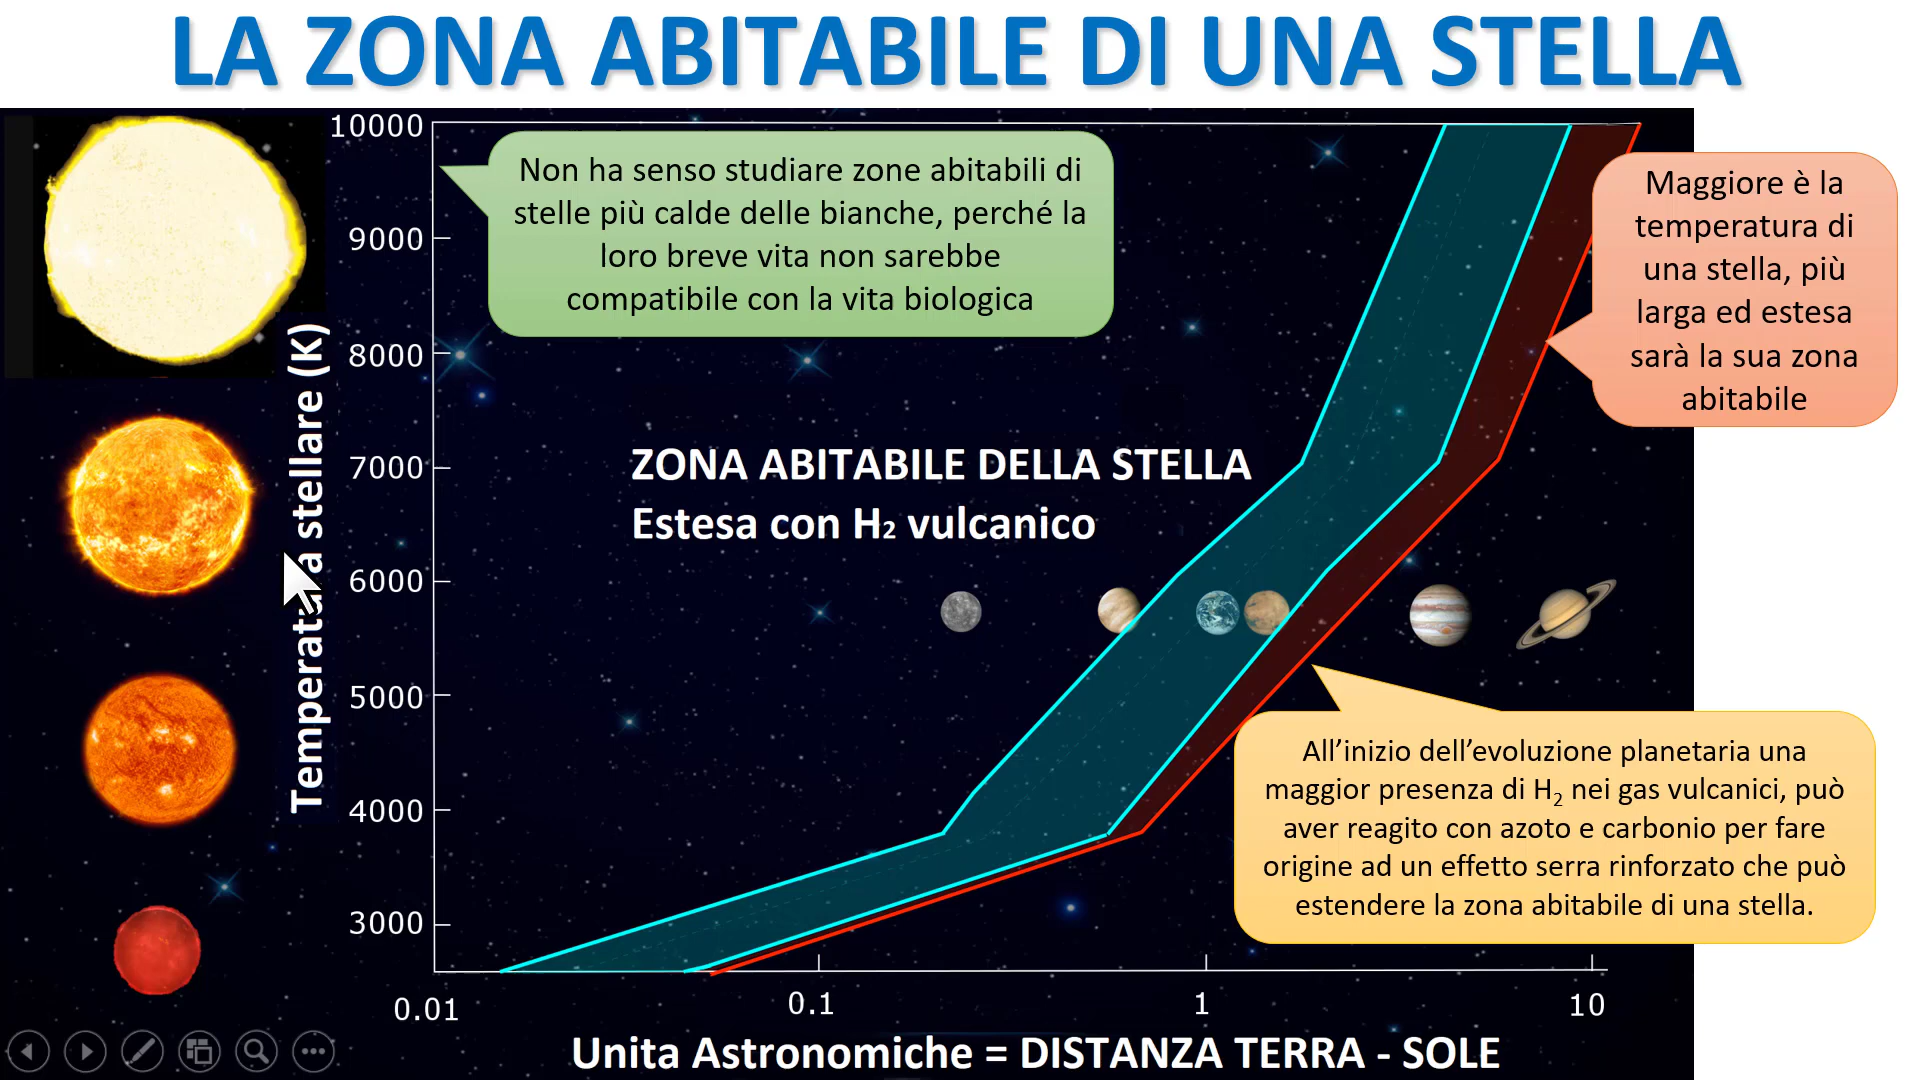 LA ZONA ABITABILE DI UNA STELLA
10000
9000
8000
7000
6000
5000
4000
3000
Temperatura stellare (K)
Non ha senso studiare zone abitabili di
stelle più calde delle bianche, perché la
loro breve vita non sarebbe
compatibile con la vita biologica
Maggiore è la
temperatura di
una stella, più
larga ed estesa
sarà la sua zona
abitabile
ZONA ABITABILE DELLA STELLA
Estesa con H₂ vulcanico
All’inizio dell’evoluzione planetaria una
maggior presenza di H₂ nei gas vulcanici, può
aver reagito con azoto e carbonio per fare
origine ad un effetto serra rinforzato che può
estendere la zona abitabile di una stella.
0.01
0.1
1
10
Unita Astronomiche = DISTANZA TERRA - SOLE